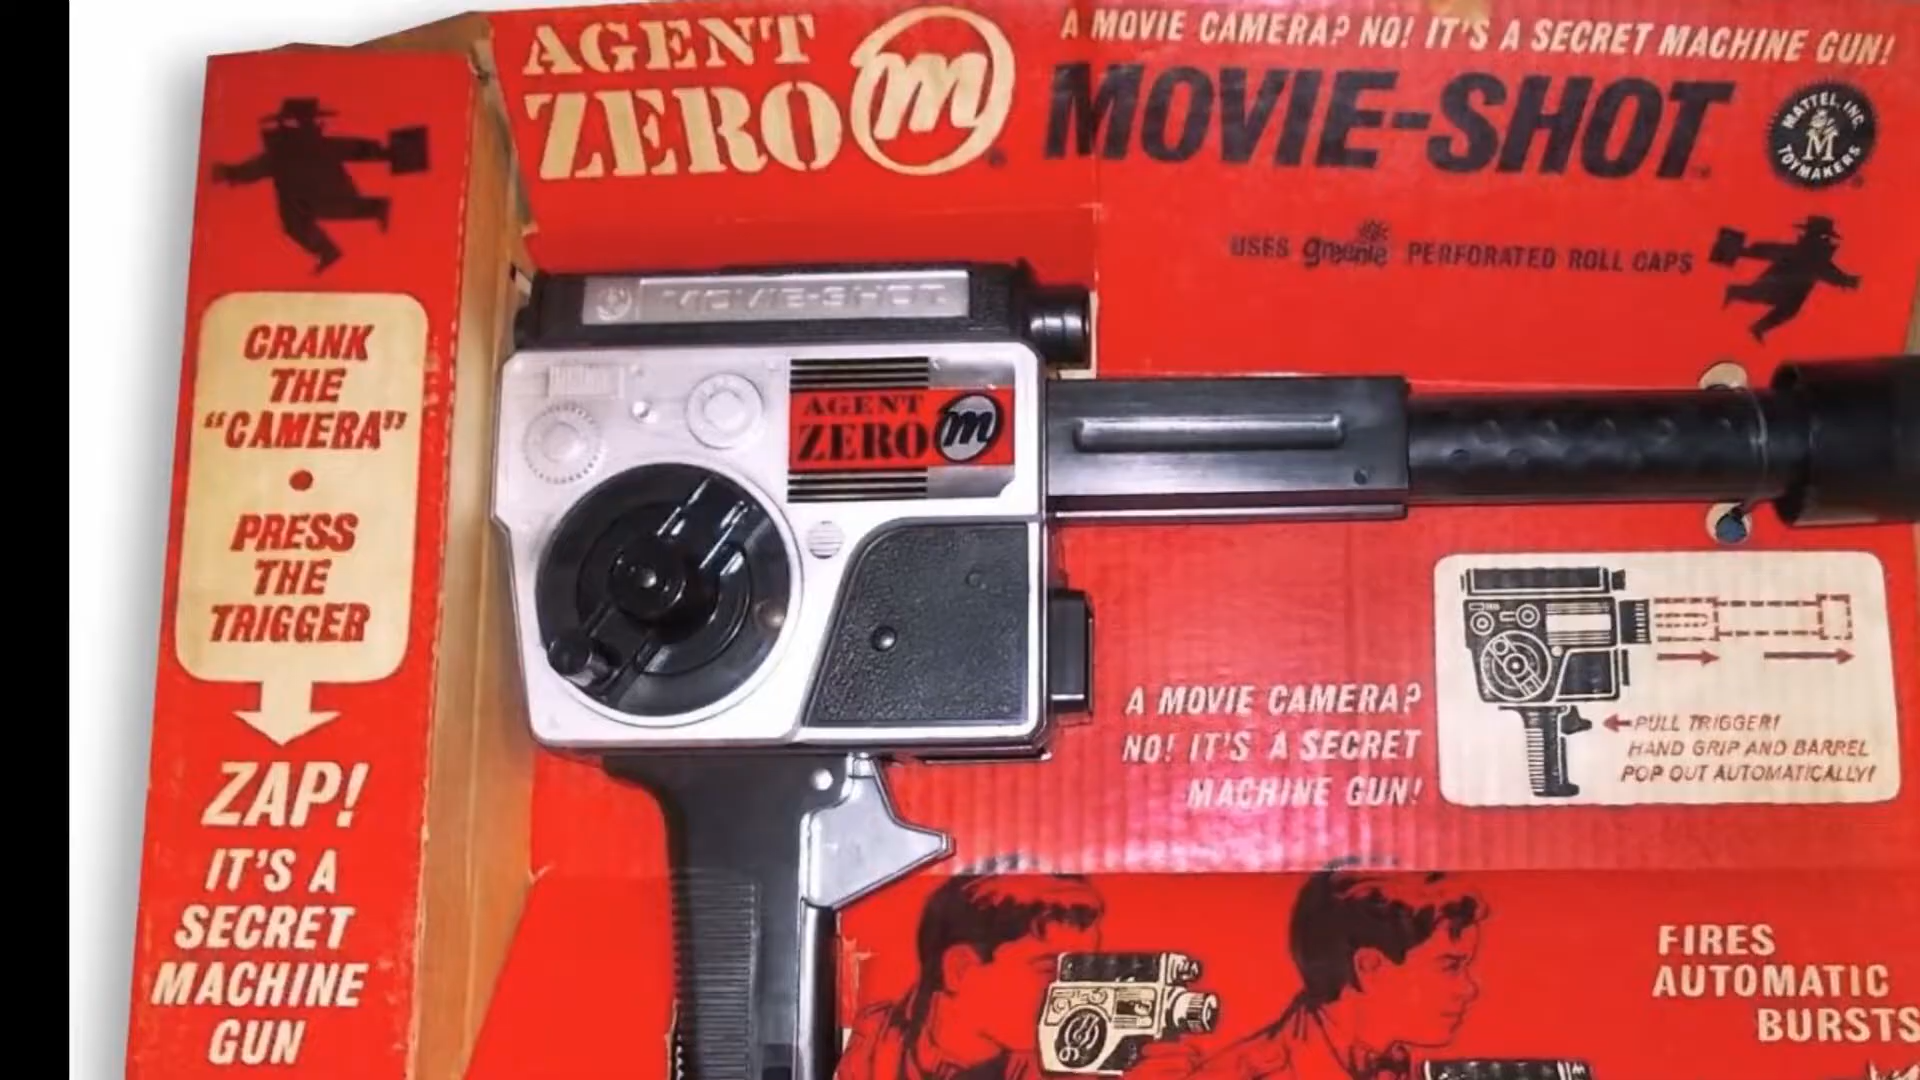 AGENT
ZERO m
A MOVIE CAMERA? NO! IT'S A SECRET MACHINE GUN!
MOVIE-SHOT
MATTEL, INC.
M
TOYMAKERS
USES greenie PERFORATED ROLL CAPS
CRANK
THE
“CAMERA”
•
PRESS
THE
TRIGGER
ZAP!
IT'S A
SECRET
MACHINE
GUN
MOVIE-SHOT
AGENT
ZERO m
A MOVIE CAMERA?
NO! IT'S A SECRET
MACHINE GUN!
PULL TRIGGER!
HAND GRIP AND BARREL
POP OUT AUTOMATICALLY!
FIRES
AUTOMATIC
BURSTS